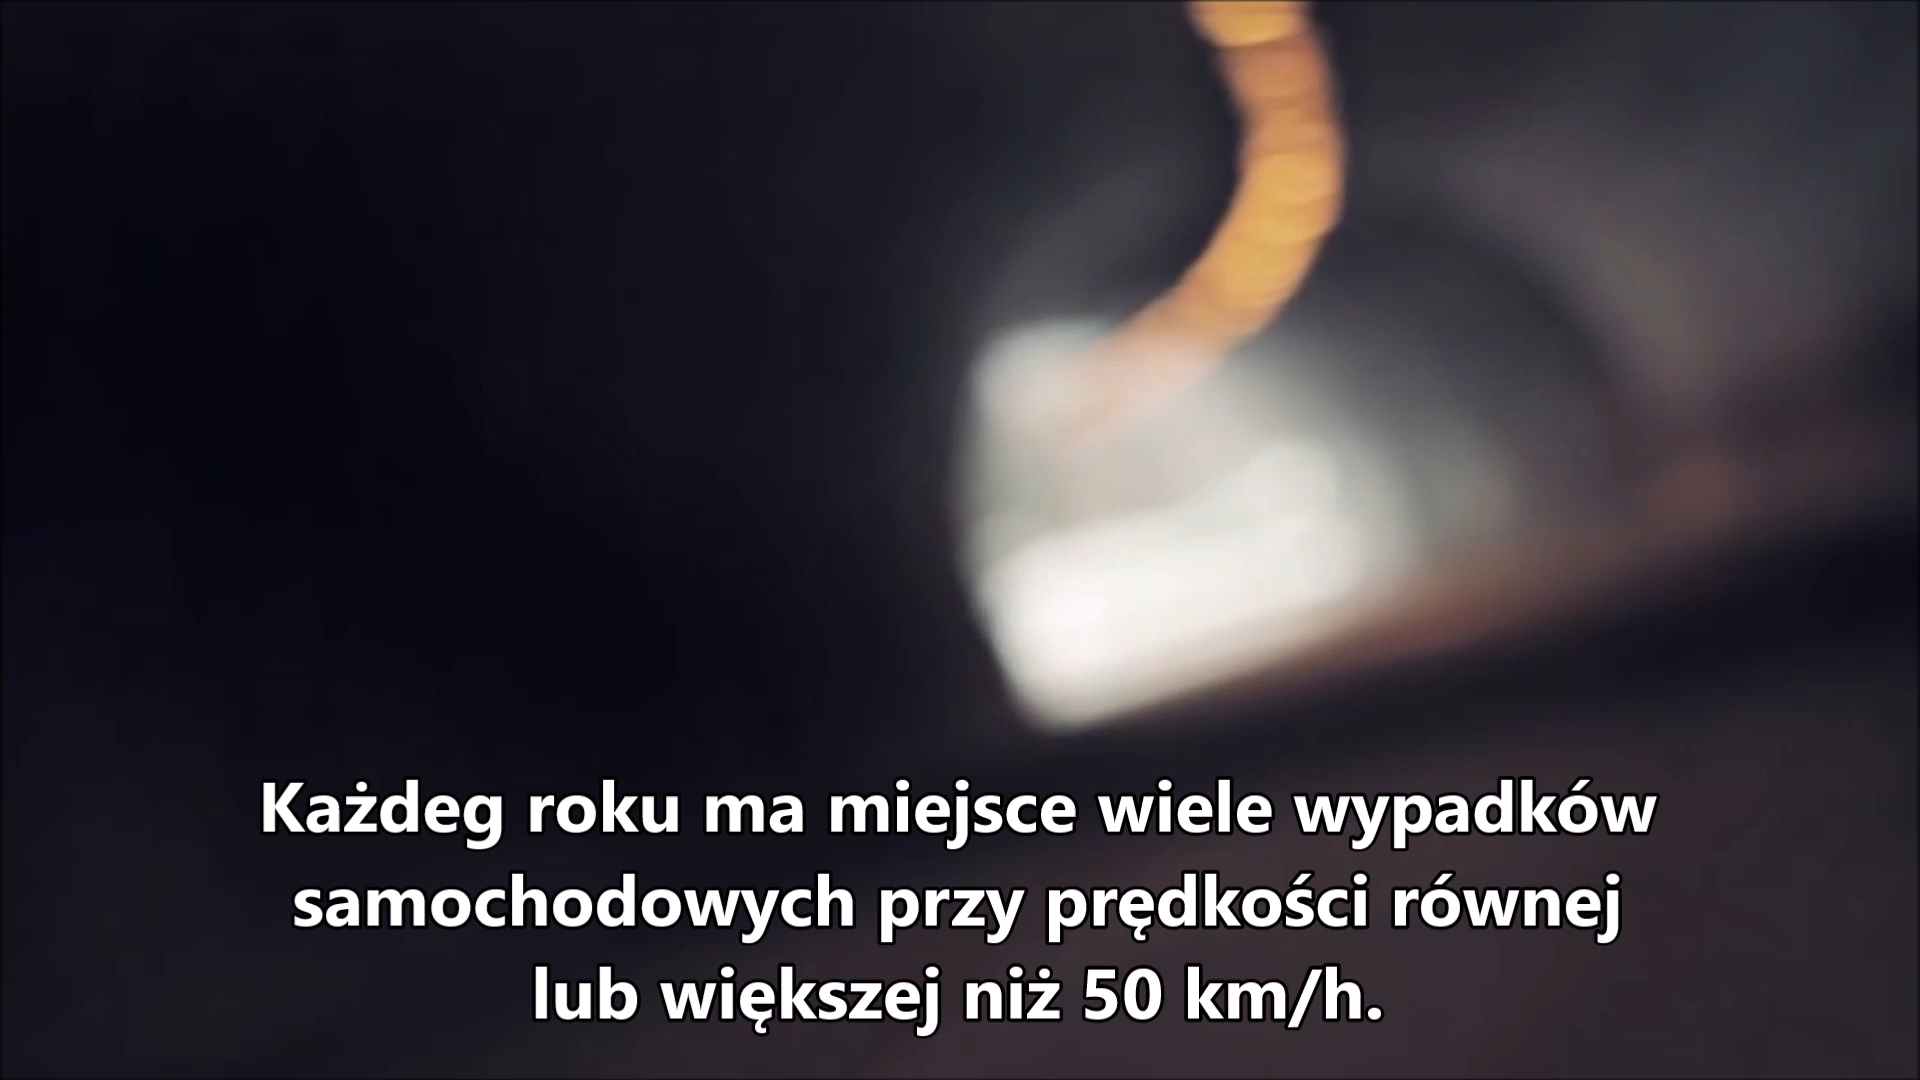 Każdeg roku ma miejsce wiele wypadków
samochodowych przy prędkości równej
lub większej niż 50 km/h.